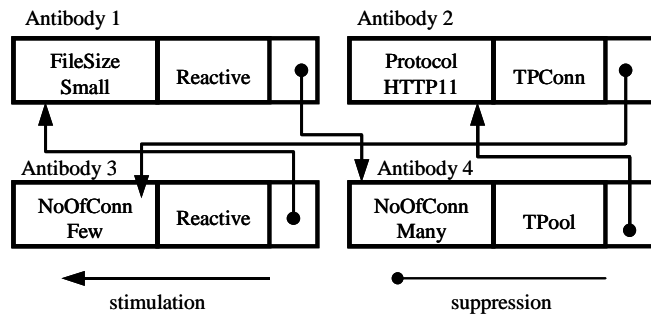 Antibody 1
Antibody 2
FileSize
Small
Reactive
Protocol
HTTP11
TPConn
Antibody 3
Antibody 4
NoOfConn
Few
Reactive
NoOfConn
Many
TPool
stimulation
suppression